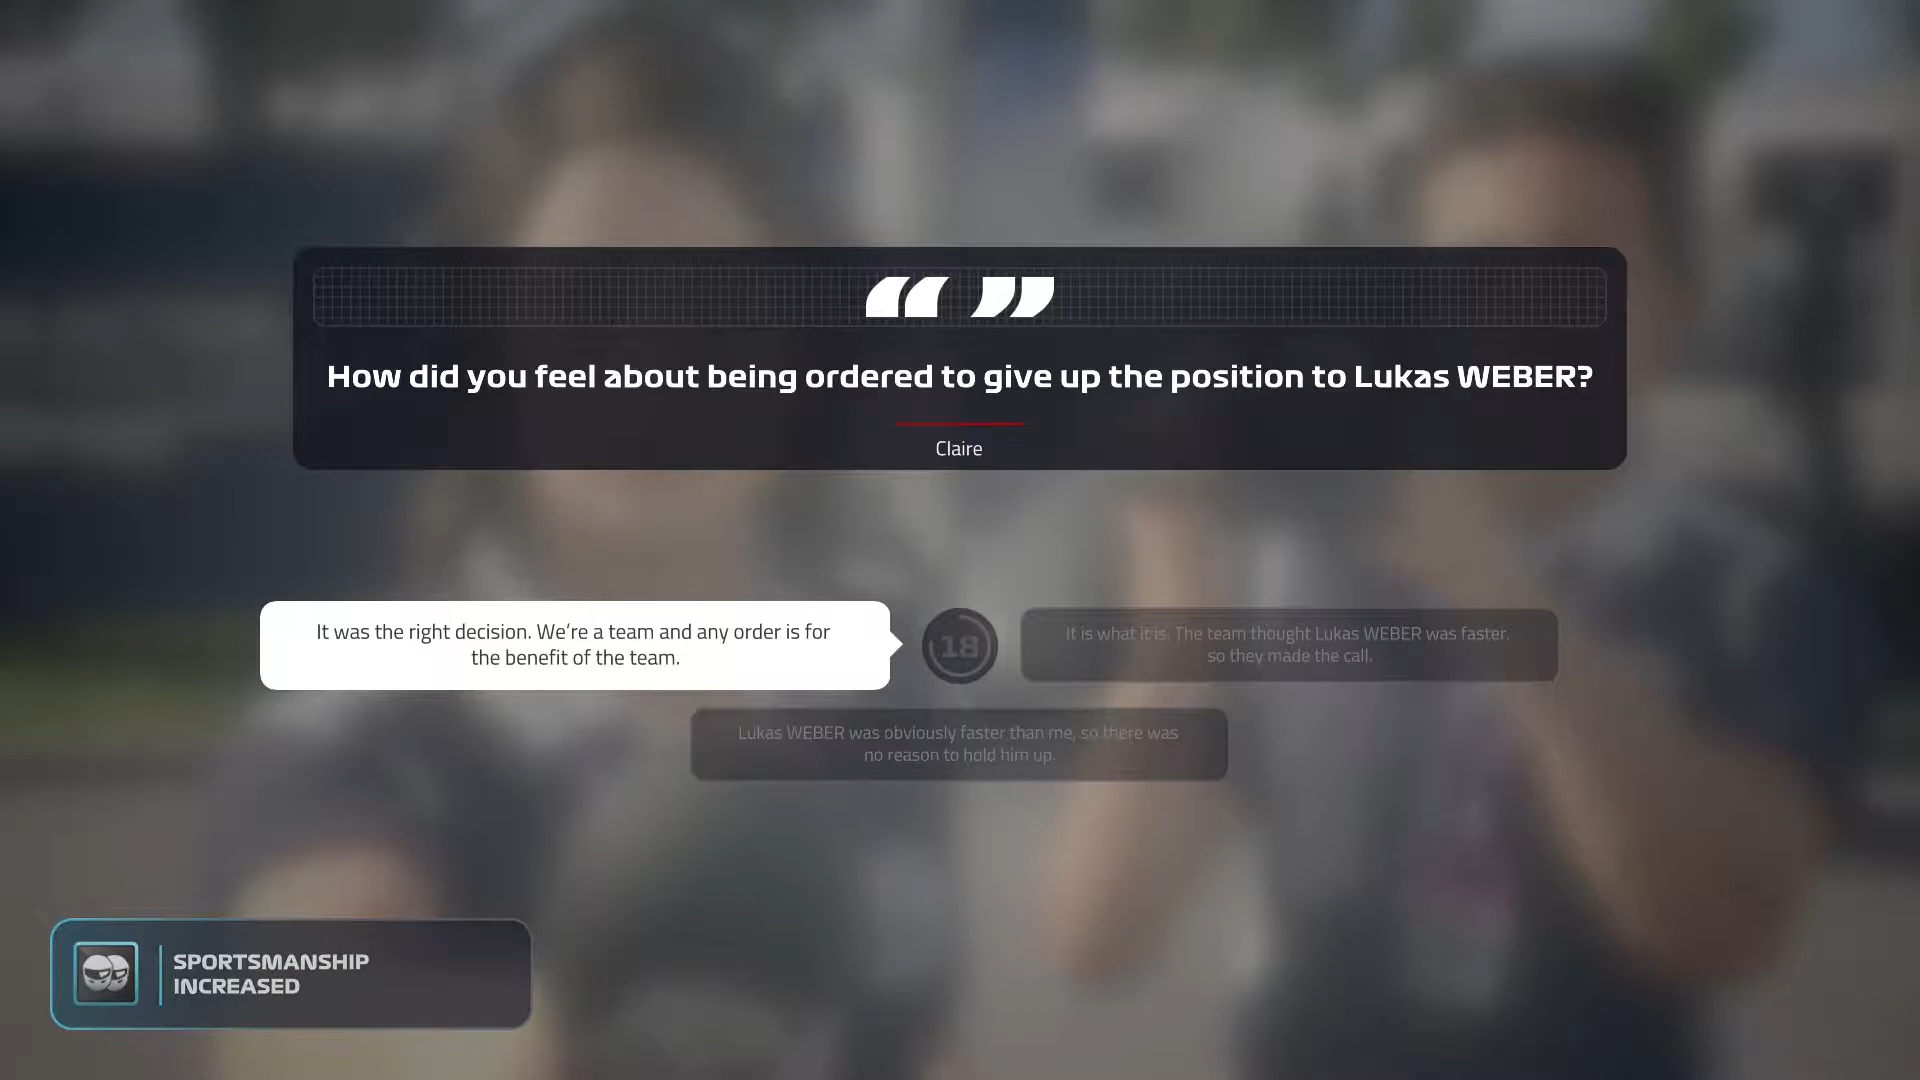 “ ”
How did you feel about being ordered to give up the position to Lukas WEBER?
Claire
It was the right decision. We’re a team and any order is for
the benefit of the team.
18
It is what it is. The team thought Lukas WEBER was faster,
so they made the call.
Lukas WEBER was obviously faster than me, so there was
no reason to hold him up.
SPORTSMANSHIP
INCREASED